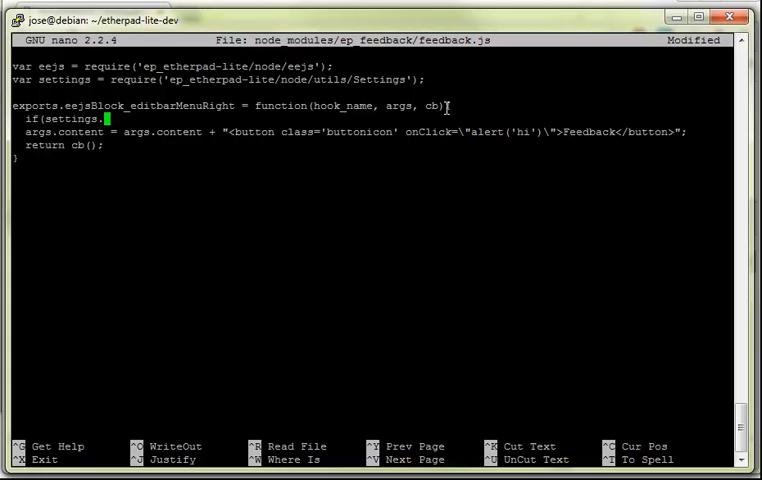 jose@debian: ~/etherpad-lite-dev
GNU nano 2.2.4 File: node_modules/ep_feedback/feedback.js Modified
var eejs = require('ep_etherpad-lite/node/eejs');
var settings = require('ep_etherpad-lite/node/utils/Settings');
exports.eejsBlock_editbarMenuRight = function(hook_name, args, cb)
if(settings.
args.content = args.content + "<button class='buttonicon' onClick=\"alert('hi')\">Feedback</button>";
return cb();
}
^G Get Help ^O WriteOut ^R Read File ^Y Prev Page ^K Cut Text ^C Cur Pos
^X Exit ^J Justify ^W Where Is ^V Next Page ^U UnCut Text ^T To Spell